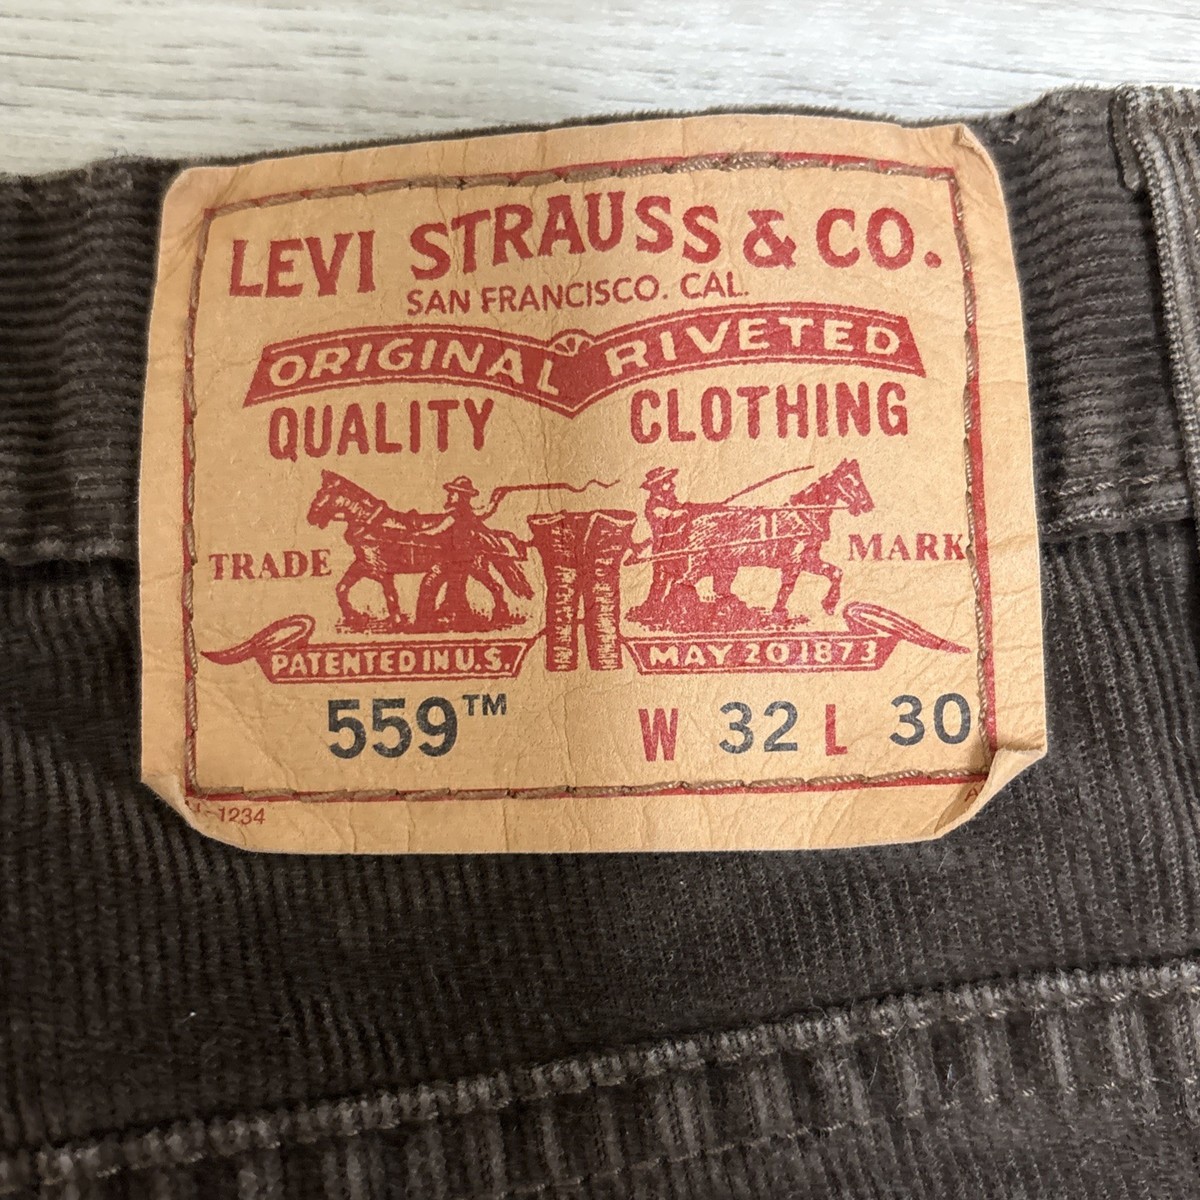 LEVI STRAUSS & CO.
SAN FRANCISCO. CAL.
ORIGINAL RIVETED
QUALITY CLOTHING
TRADE MARK
PATENTED IN U.S. MAY 20 1873
559™ W 32 L 30
1234